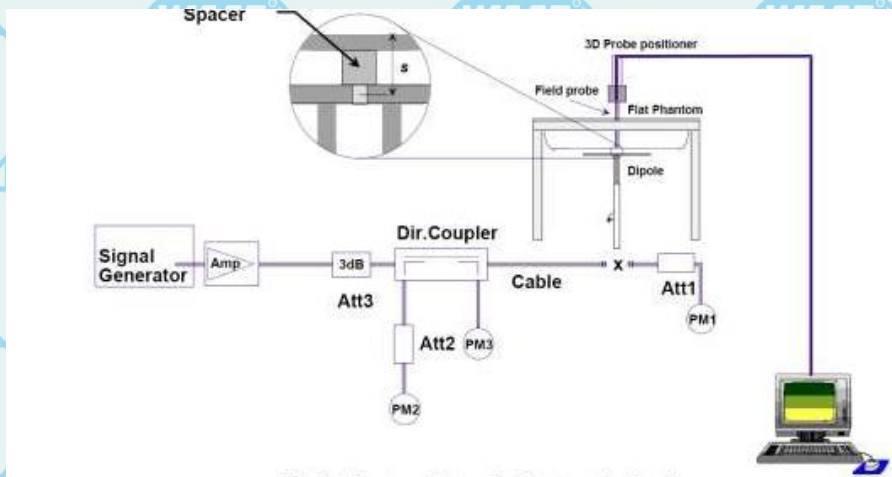 Spacer
s
3D Probe positioner
Field probe
Flat Phantom
Dipole
Signal
Generator
Amp
3dB
Att3
Dir.Coupler
Cable
x
Att1
PM1
Att2
PM3
PM2